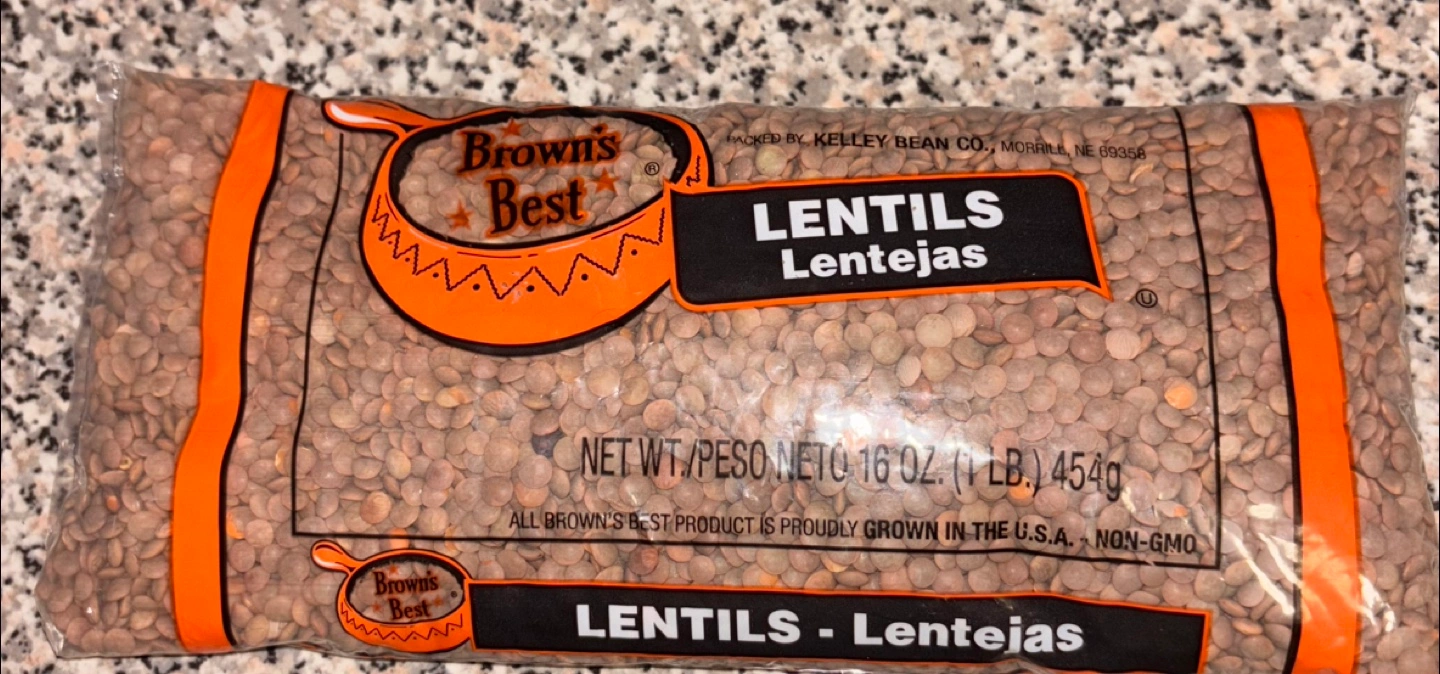 Brown's
Best
®
PACKED BY KELLEY BEAN CO., MORRILL, NE 69358
LENTILS
Lentejas
U
NET WT./PESO NETO 16 OZ. (1 LB.) 454g
ALL BROWN'S BEST PRODUCT IS PROUDLY GROWN IN THE U.S.A. - NON-GMO
Brown's
Best
LENTILS - Lentejas